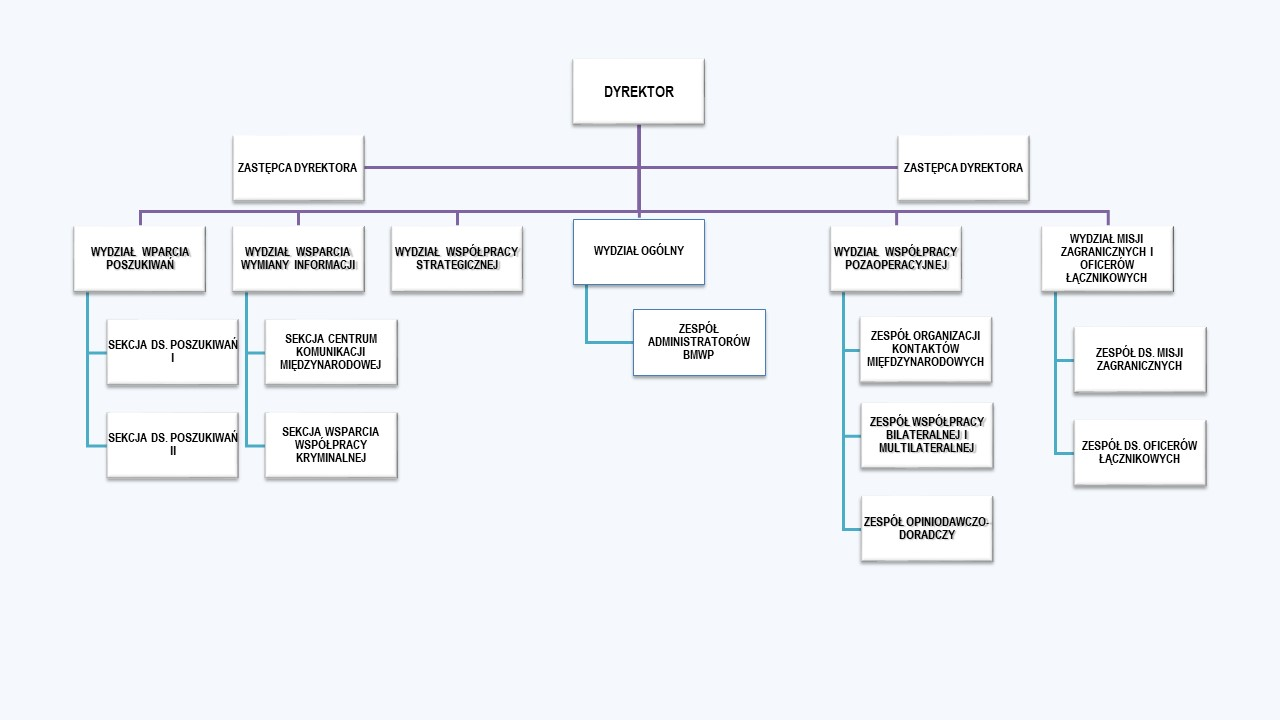 DYREKTOR
ZASTĘPCA DYREKTORA
ZASTĘPCA DYREKTORA
WYDZIAŁ WPARCIA
POSZUKIWAŃ
WYDZIAŁ WSPARCIA
WYMIANY INFORMACJI
WYDZIAŁ WSPÓŁPRACY
STRATEGICZNEJ
WYDZIAŁ OGÓLNY
WYDZIAŁ WSPÓŁPRACY
POZAOPERACYJNEJ
WYDZIAŁ MISJI
ZAGRANICZNYCH I
OFICERÓW
ŁĄCZNIKOWYCH
SEKCJA DS. POSZUKIWAŃ
I
SEKCJA DS. POSZUKIWAŃ
II
SEKCJA CENTRUM
KOMUNIKACJI
MIĘDZYNARODOWEJ
SEKCJA WSPARCIA
WSPÓŁPRACY
KRYMINALNEJ
ZESPÓŁ
ADMINISTRATORÓW
BMWP
ZESPÓŁ ORGANIZACJI
KONTAKTÓW
MIĘFDZYNARODOWYCH
ZESPÓŁ WSPÓŁPRACY
BILATERALNEJ I
MULTILATERALNEJ
ZESPÓŁ OPINIODAWCZO-
DORADCZY
ZESPÓŁ DS. MISJI
ZAGRANICZNYCH
ZESPÓŁ DS. OFICERÓW
ŁĄCZNIKOWYCH